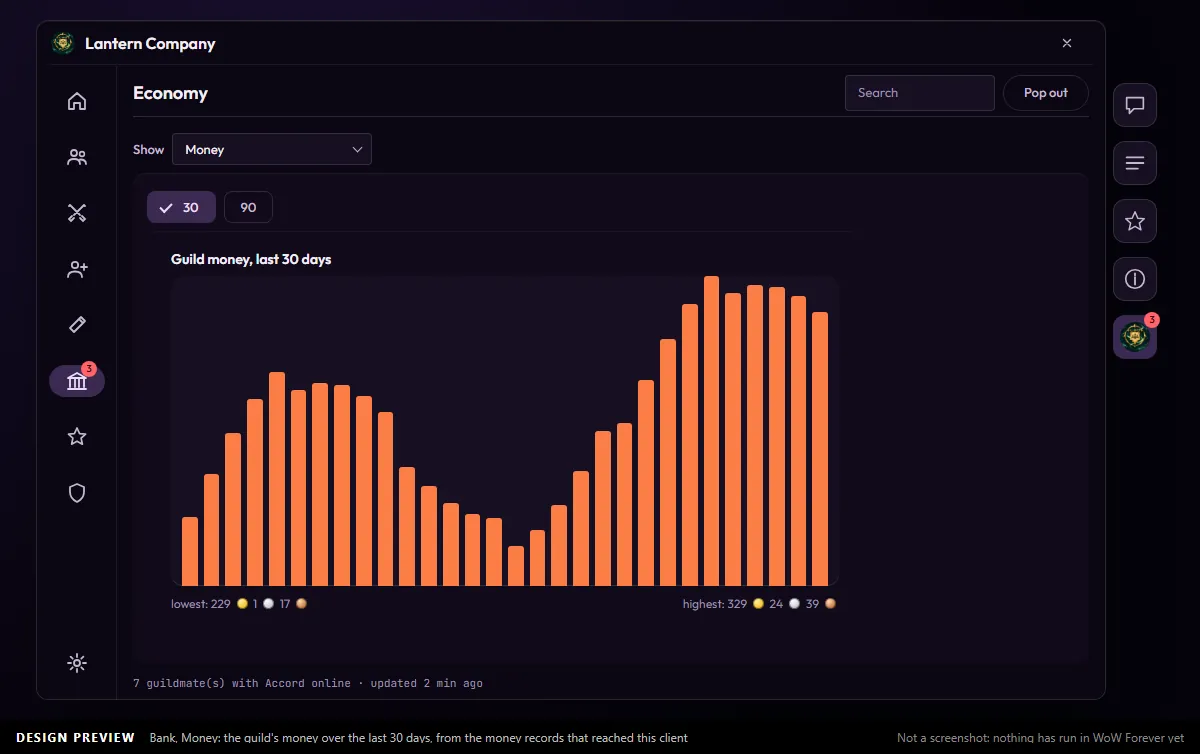 Lantern Company
Economy
Search
Pop out
Show
Money
30
90
Guild money, last 30 days
3
3
lowest: 229 1 17
highest: 329 24 39
7 guildmate(s) with Accord online · updated 2 min ago
DESIGN PREVIEW
Bank, Money: the guild's money over the last 30 days, from the money records that reached this client
Not a screenshot: nothing has run in WoW Forever yet